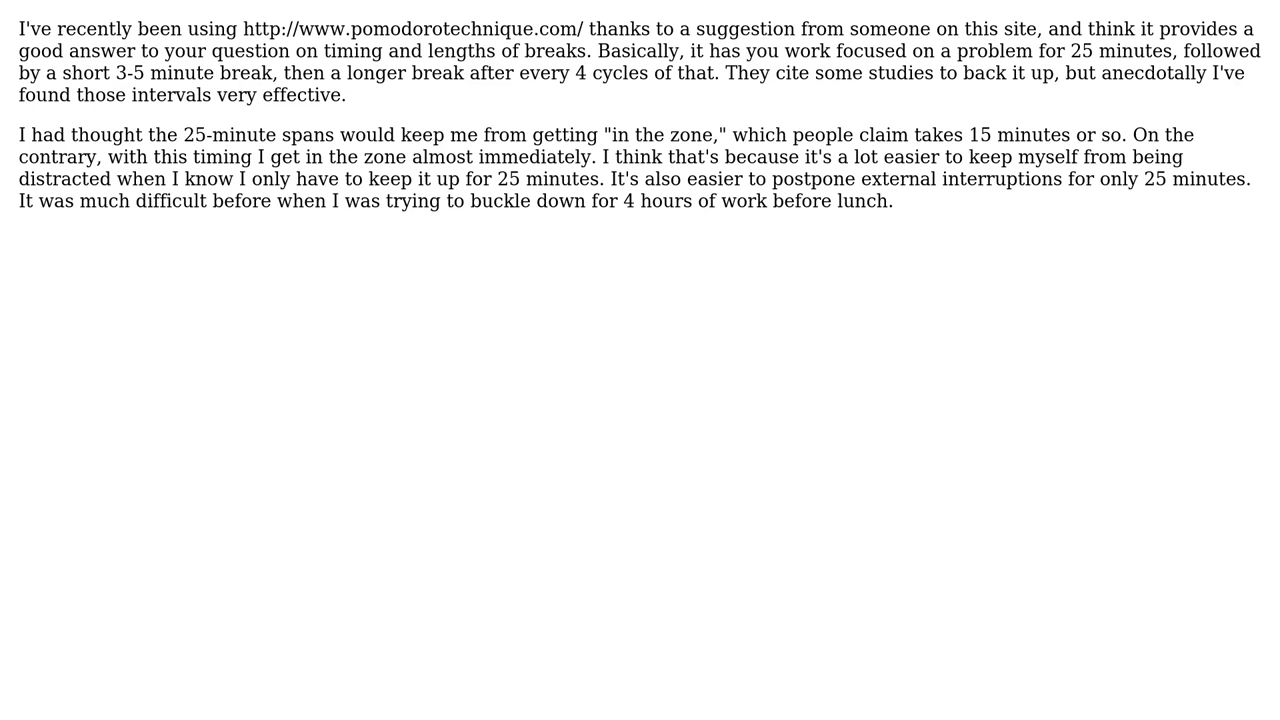 I've recently been using http://www.pomodorotechnique.com/ thanks to a suggestion from someone on this site, and think it provides a
good answer to your question on timing and lengths of breaks. Basically, it has you work focused on a problem for 25 minutes, followed
by a short 3-5 minute break, then a longer break after every 4 cycles of that. They cite some studies to back it up, but anecdotally I've
found those intervals very effective.
I had thought the 25-minute spans would keep me from getting "in the zone," which people claim takes 15 minutes or so. On the
contrary, with this timing I get in the zone almost immediately. I think that's because it's a lot easier to keep myself from being
distracted when I know I only have to keep it up for 25 minutes. It's also easier to postpone external interruptions for only 25 minutes.
It was much difficult before when I was trying to buckle down for 4 hours of work before lunch.